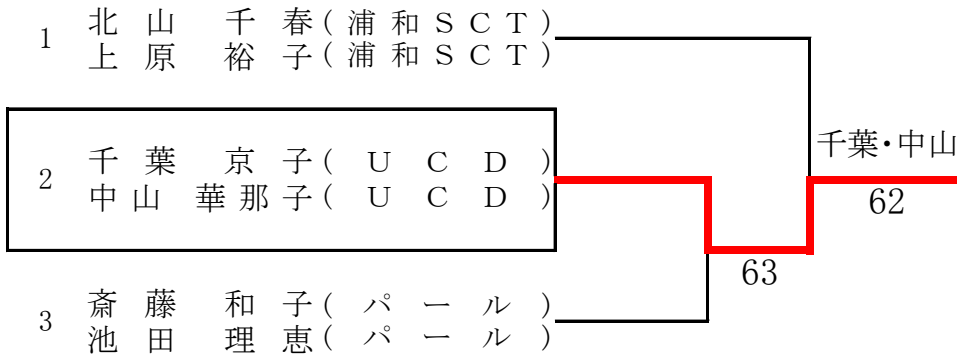 1 北山 千春(浦和SCT)
上原 裕子(浦和SCT)
千葉・中山
2 千葉 京子(UCD)
中山 華那子(UCD)
62
63
3 斎藤 和子(パール)
池田 理恵(パール)